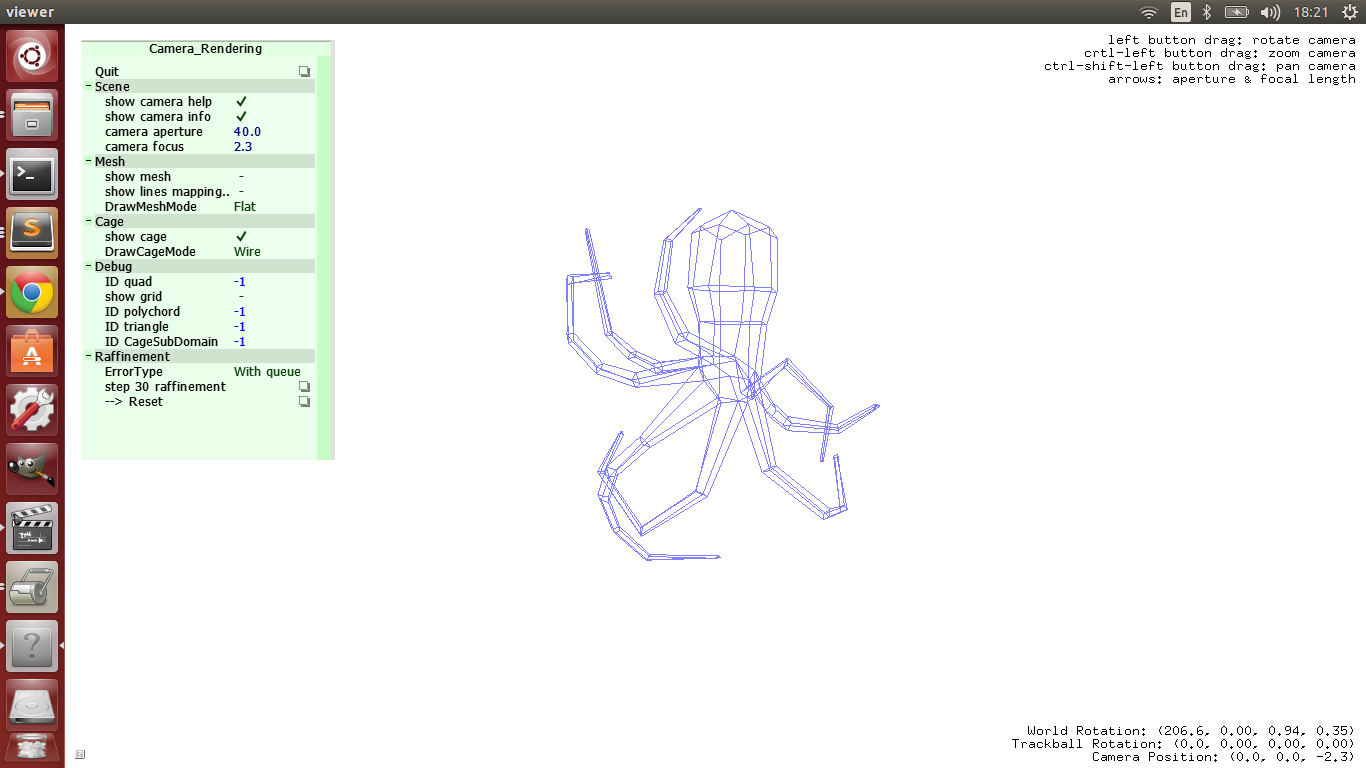 viewer
En
18:21
Camera_Rendering
Quit
Scene
show camera help
show camera info
camera aperture 40.0
camera focus 2.3
Mesh
show mesh -
show lines mapping.. -
DrawMeshMode Flat
Cage
show cage
DrawCageMode Wire
Debug
ID quad -1
show grid -
ID polychord -1
ID triangle -1
ID CageSubDomain -1
Raffinement
ErrorType With queue
step 30 raffinement
--> Reset
left button drag: rotate camera
crtl-left button drag: zoom camera
ctrl-shift-left button drag: pan camera
arrows: aperture & focal length
World Rotation: (206.6, 0.00, 0.94, 0.35)
Trackball Rotation: (0.0, 0.00, 0.00, 0.00)
Camera Position: (0.0, 0.0, -2.3)